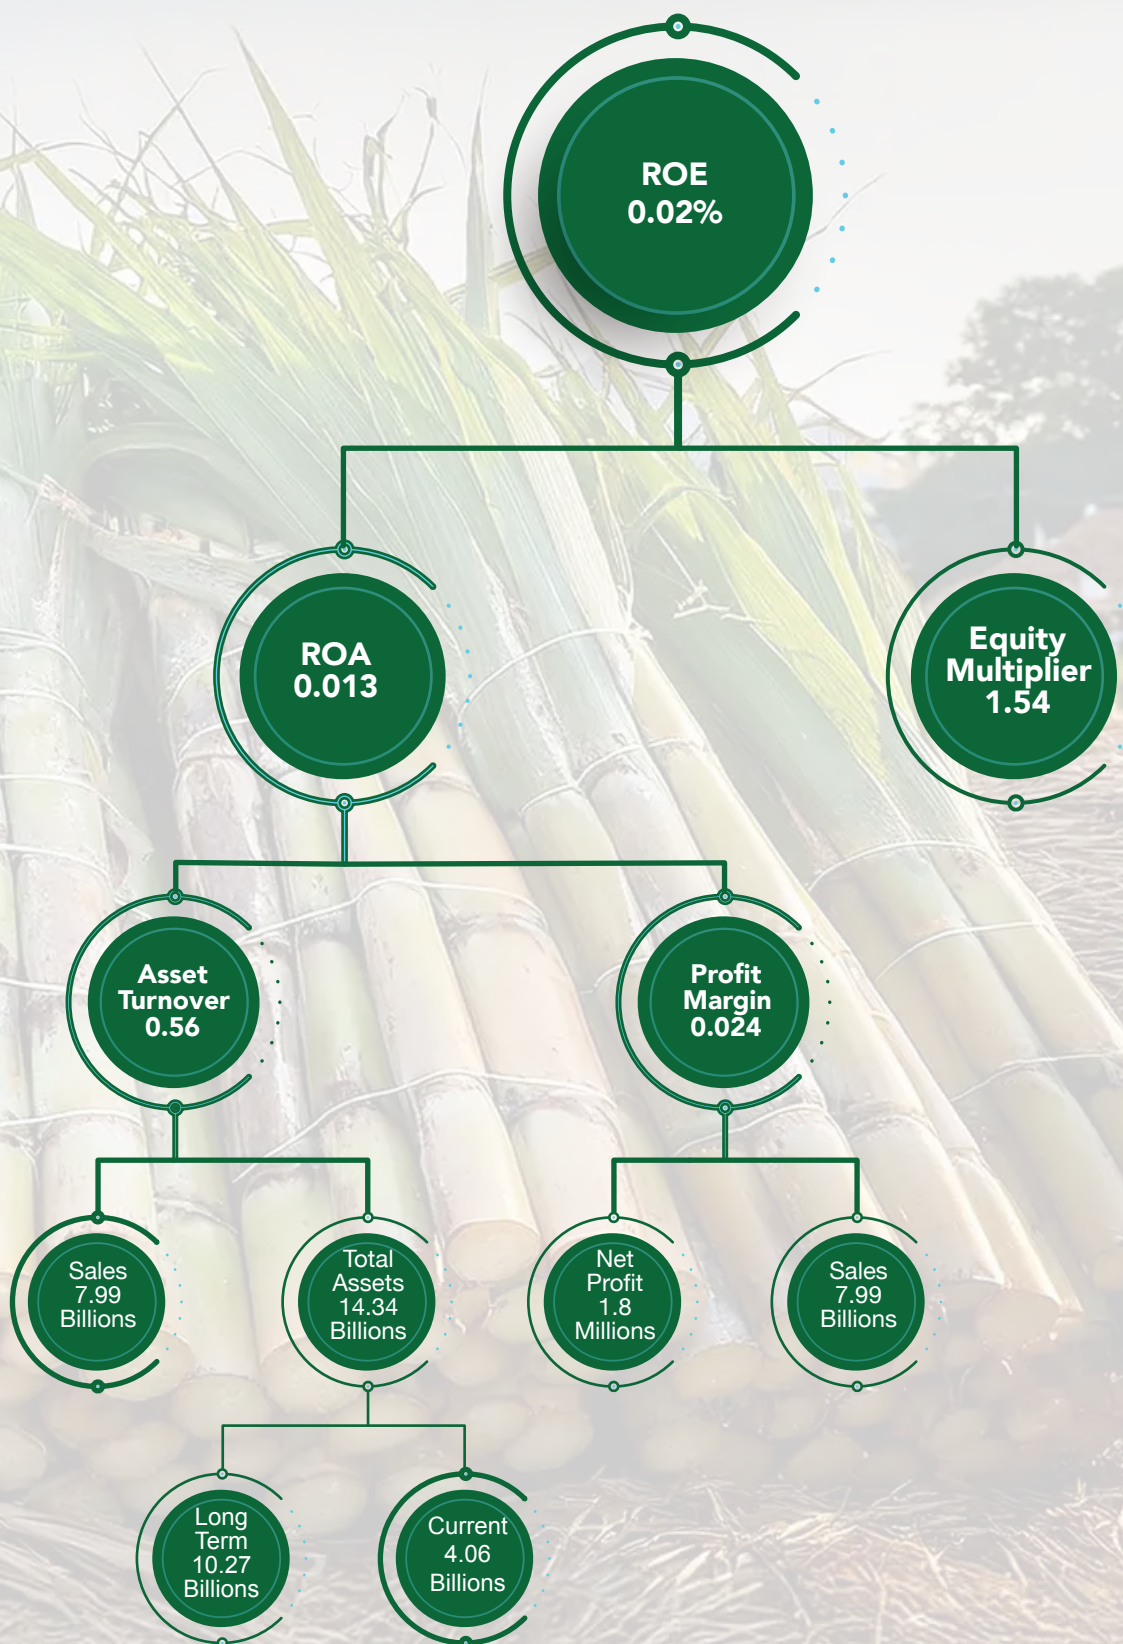 ROE
0.02%
ROA
0.013
Equity
Multiplier
1.54
Asset
Turnover
0.56
Profit
Margin
0.024
Sales
7.99
Billions
Total
Assets
14.34
Billions
Net
Profit
1.8
Millions
Sales
7.99
Billions
Long
Term
10.27
Billions
Current
4.06
Billions